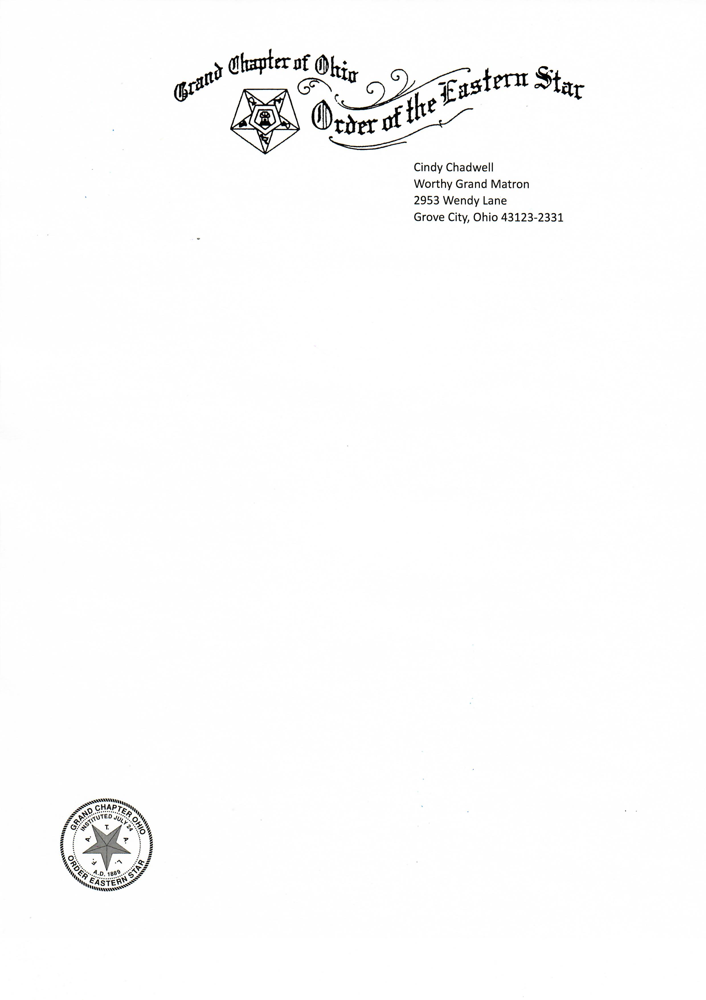 Grand Chapter of Ohio
Order of the Eastern Star
Cindy Chadwell
Worthy Grand Matron
2953 Wendy Lane
Grove City, Ohio 43123-2331
GRAND CHAPTER OHIO
INSTITUTED JULY 24
A. T. A.
F. L.
A.D. 1889
ORDER EASTERN STAR